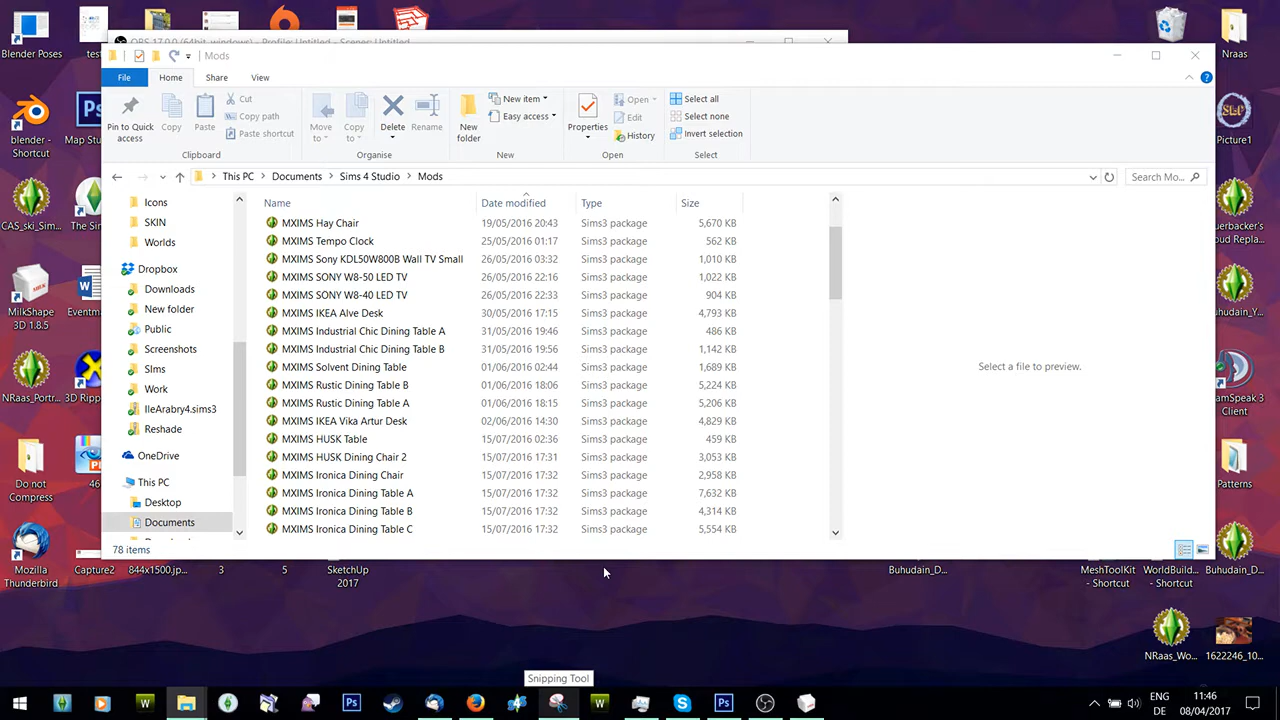 OBS 17.0.0 (64bit, windows) - Profile: Untitled - Scenes: Untitled
Mods
File Home Share View
Pin to Quick access
Copy
Paste
Cut
Copy path
Paste shortcut
Move to
Copy to
Delete
Rename
New folder
New item
Easy access
Properties
Open
Edit
History
Select all
Select none
Invert selection
Clipboard Organise New Open Select
This PC Documents Sims 4 Studio Mods
Search Mo...
Icons
SKIN
Worlds
Dropbox
Downloads
New folder
Public
Screenshots
SIms
Work
IleArabry4.sims3
Reshade
OneDrive
This PC
Desktop
Documents
Name Date modified Type Size
MXIMS Hay Chair 19/05/2016 20:43 Sims3 package 5,670 KB
MXIMS Tempo Clock 25/05/2016 01:17 Sims3 package 562 KB
MXIMS Sony KDL50W800B Wall TV Small 26/05/2016 03:32 Sims3 package 1,010 KB
MXIMS SONY W8-50 LED TV 26/05/2016 22:16 Sims3 package 1,022 KB
MXIMS SONY W8-40 LED TV 26/05/2016 22:33 Sims3 package 904 KB
MXIMS IKEA Alve Desk 30/05/2016 17:15 Sims3 package 4,793 KB
MXIMS Industrial Chic Dining Table A 31/05/2016 19:46 Sims3 package 486 KB
MXIMS Industrial Chic Dining Table B 31/05/2016 19:56 Sims3 package 1,142 KB
MXIMS Solvent Dining Table 01/06/2016 02:44 Sims3 package 1,689 KB
MXIMS Rustic Dining Table B 01/06/2016 18:06 Sims3 package 5,224 KB
MXIMS Rustic Dining Table A 01/06/2016 18:15 Sims3 package 5,206 KB
MXIMS IKEA Vika Artur Desk 02/06/2016 14:30 Sims3 package 4,829 KB
MXIMS HUSK Table 15/07/2016 02:36 Sims3 package 459 KB
MXIMS HUSK Dining Chair 2 15/07/2016 17:31 Sims3 package 3,053 KB
MXIMS Ironica Dining Chair 15/07/2016 17:32 Sims3 package 2,958 KB
MXIMS Ironica Dining Table A 15/07/2016 17:32 Sims3 package 7,632 KB
MXIMS Ironica Dining Table B 15/07/2016 17:32 Sims3 package 4,314 KB
MXIMS Ironica Dining Table C 15/07/2016 17:32 Sims3 package 5,554 KB
Select a file to preview.
78 items
Blender Poses
test
blender - Shortcut
Map Stu
CAS_ski_Sim...
The Sin
MilkShape 3D 1.8.5
Eventma
NRaas_Portr...
3D Ripp
Do not Compress
46
Mozilla Thunderbird
Capture2
844x1500.jp...
3
5
SketchUp 2017
Nraas
Picture1
uerbacker's
oud Repla...
uhudain_Y...
amSpeak 3
Client
Patterns
Buhudain_D...
MeshToolKit - Shortcut
WorldBuild... - Shortcut
Buhudain_D...
NRaas_Wo...
1622246_10...
Snipping Tool
ENG
DE
11:46
08/04/2017